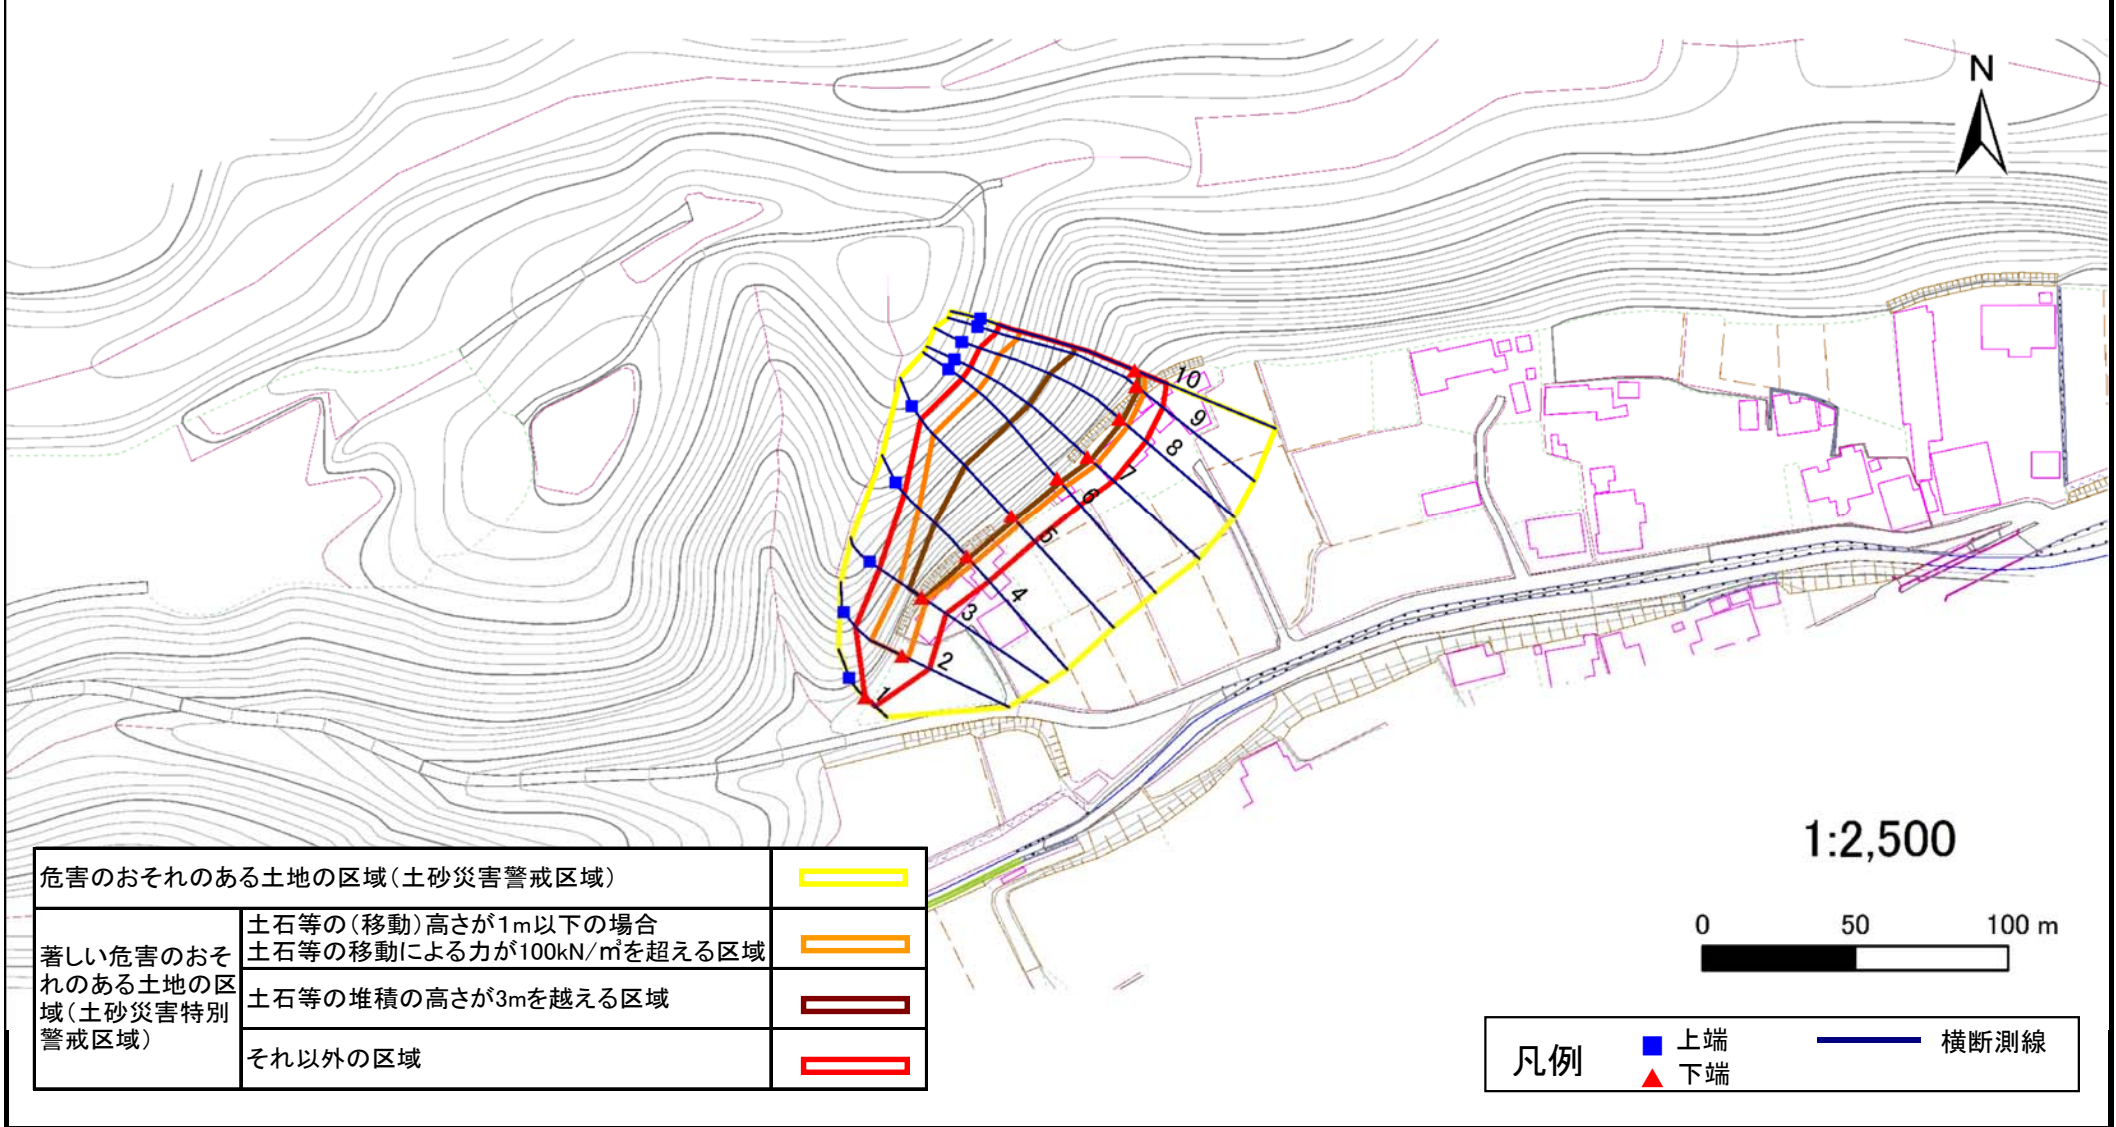 N
10
9
8
7
6
5
4
3
2
1
1:2,500
0 50 100 m
危害のおそれのある土地の区域(土砂災害警戒区域)
著しい危害のおそ
れのある土地の区
域(土砂災害特別
警戒区域)
土石等の(移動)高さが1m以下の場合
土石等の移動による力が100kN/㎡を超える区域
土石等の堆積の高さが3mを越える区域
それ以外の区域
凡例
上端
下端
横断測線